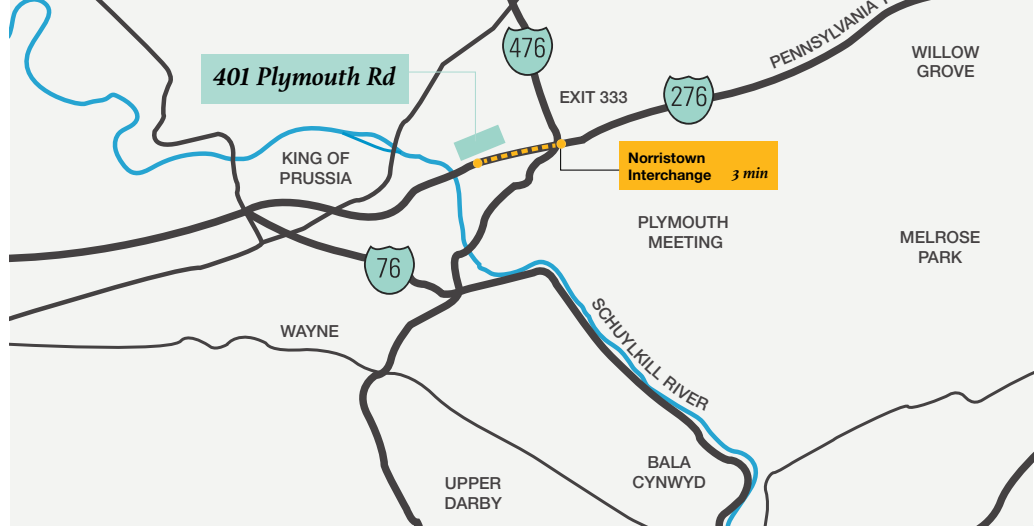 PENNSYLVANIA
476
WILLOW
GROVE
401 Plymouth Rd
EXIT 333
276
KING OF
PRUSSIA
Norristown
Interchange 3 min
PLYMOUTH
MEETING
MELROSE
PARK
76
SCHUYLKILL RIVER
WAYNE
BALA
CYNWYD
UPPER
DARBY